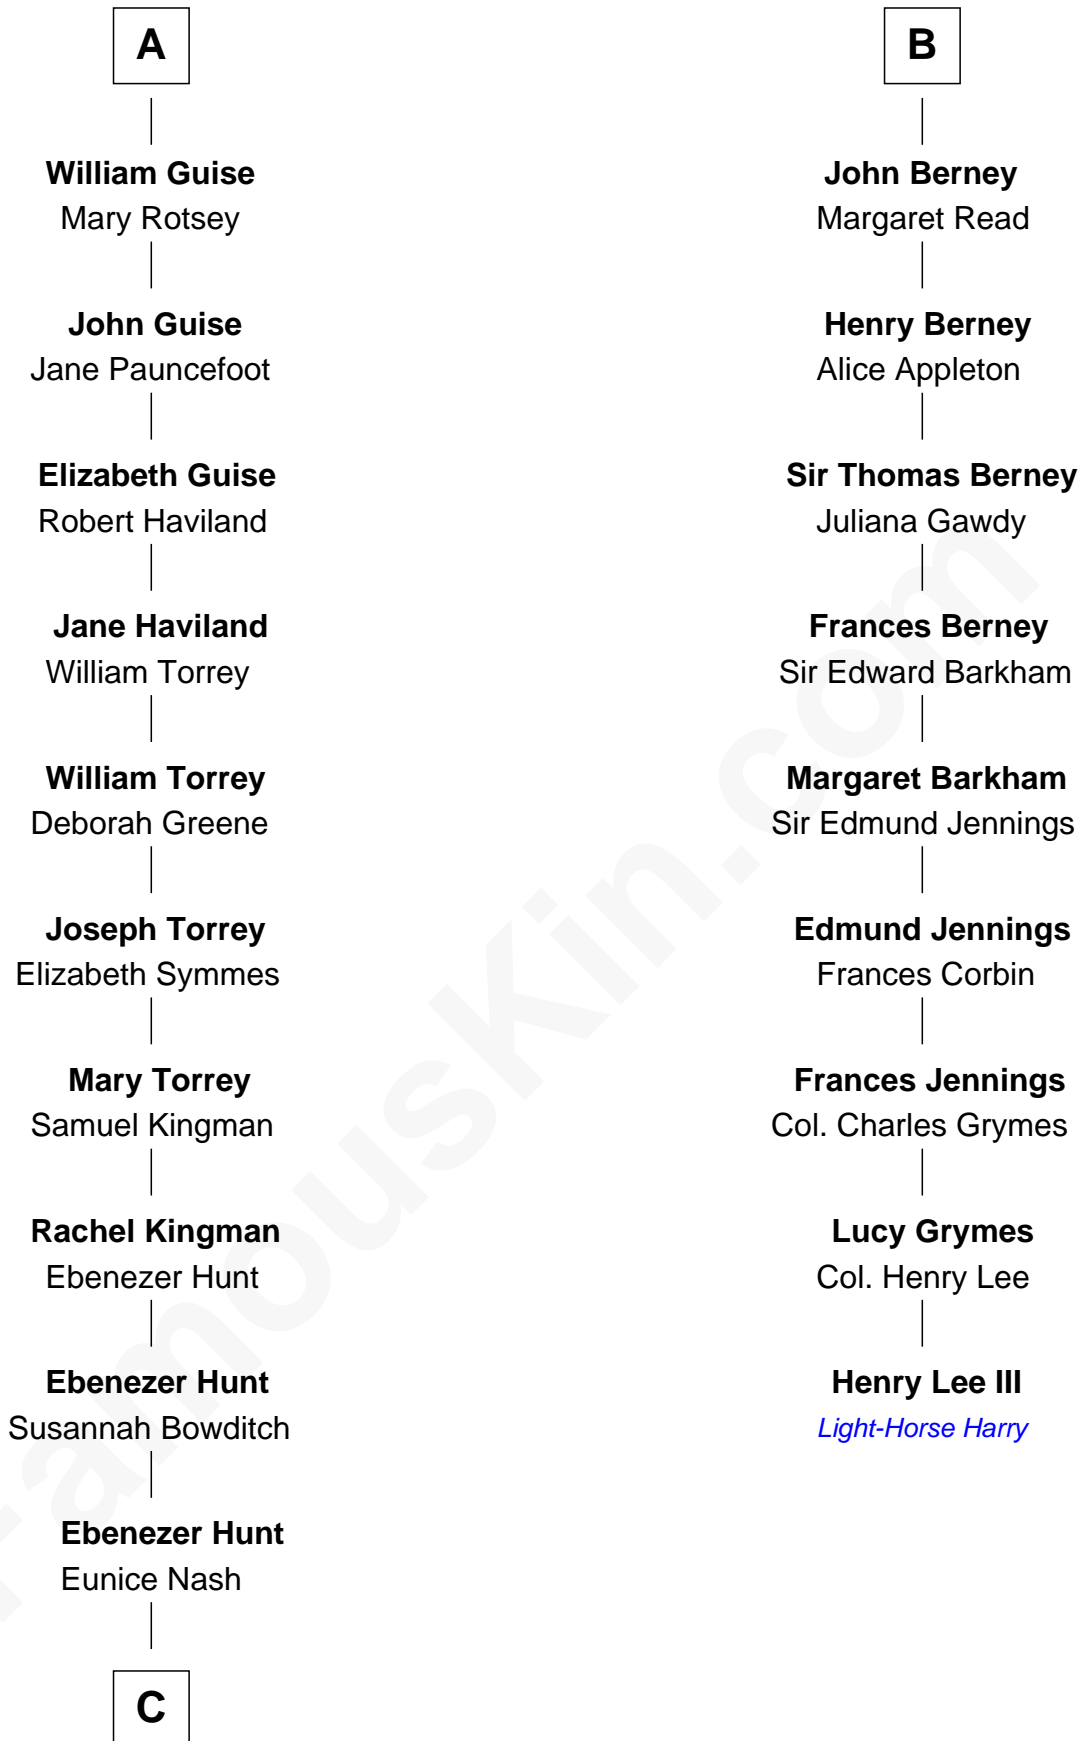 A
William Guise
Mary Rotsey
John Guise
Jane Pauncefoot
Elizabeth Guise
Robert Haviland
Jane Haviland
William Torrey
William Torrey
Deborah Greene
Joseph Torrey
Elizabeth Symmes
Mary Torrey
Samuel Kingman
Rachel Kingman
Ebenezer Hunt
Ebenezer Hunt
Susannah Bowditch
Ebenezer Hunt
Eunice Nash
C
B
John Berney
Margaret Read
Henry Berney
Alice Appleton
Sir Thomas Berney
Juliana Gawdy
Frances Berney
Sir Edward Barkham
Margaret Barkham
Sir Edmund Jennings
Edmund Jennings
Frances Corbin
Frances Jennings
Col. Charles Grymes
Lucy Grymes
Col. Henry Lee
Henry Lee III
Light-Horse Harry
FamousKin.com